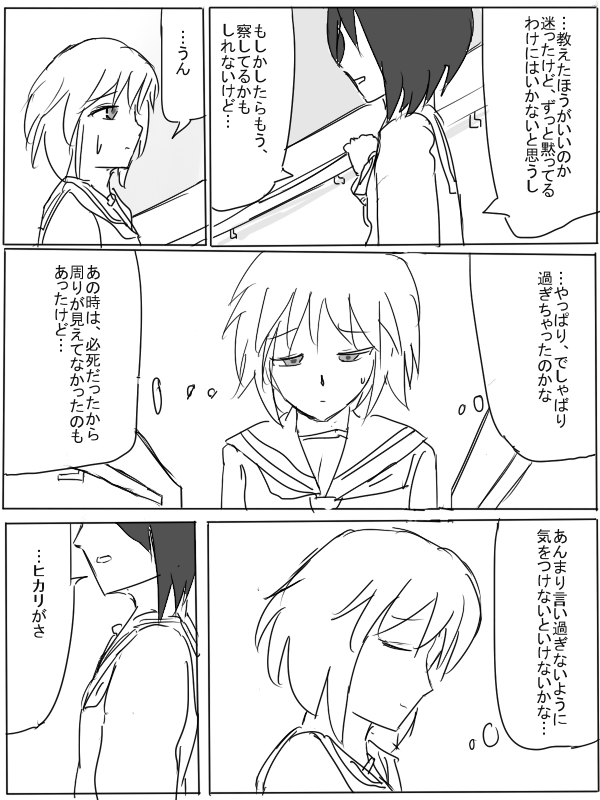 …教えたほうがいいのか
迷ったけど、ずっと黙ってる
わけにはいかないと思うし
もしかしたらもう、
察してるかも
しれないけど…
…うん
…やっぱり、でしゃばり
過ぎちゃったのかな
あの時は、必死だったから
周りが見えてなかったのも
あったけど…
あんまり言い過ぎないように
気をつけないといけないかな…
…ヒカリがさ